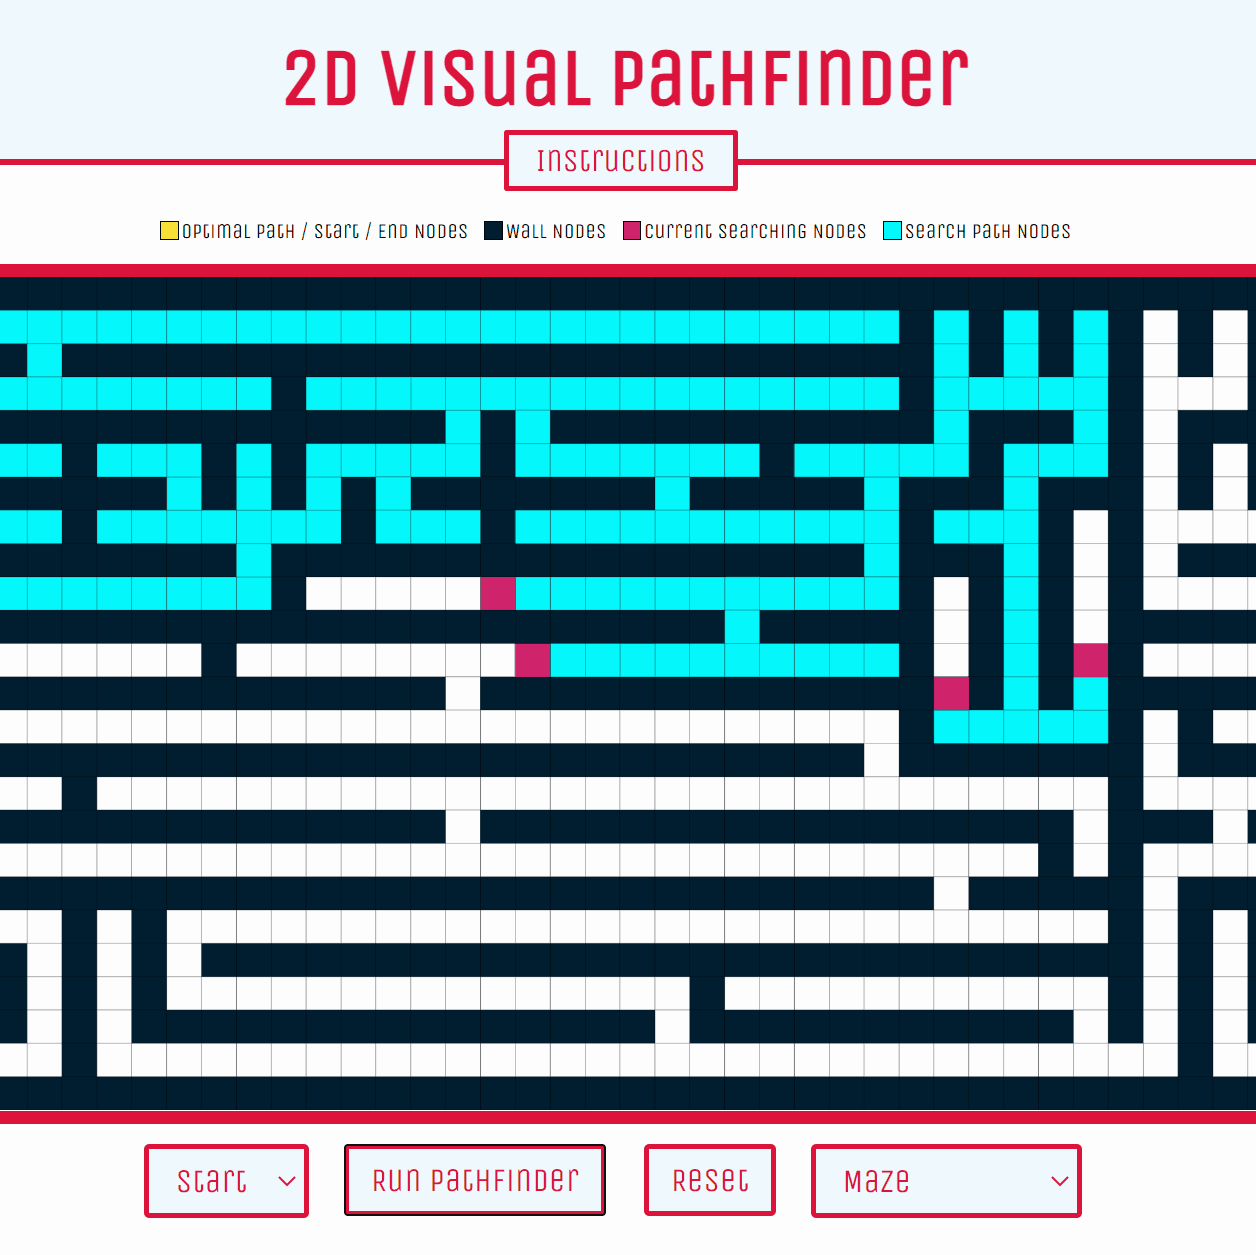 2D Visual Pathfinder
Instructions
Optimal Path / Start / End Nodes Wall Nodes Current Searching Nodes Search Path Nodes
Start Run Pathfinder Reset Maze